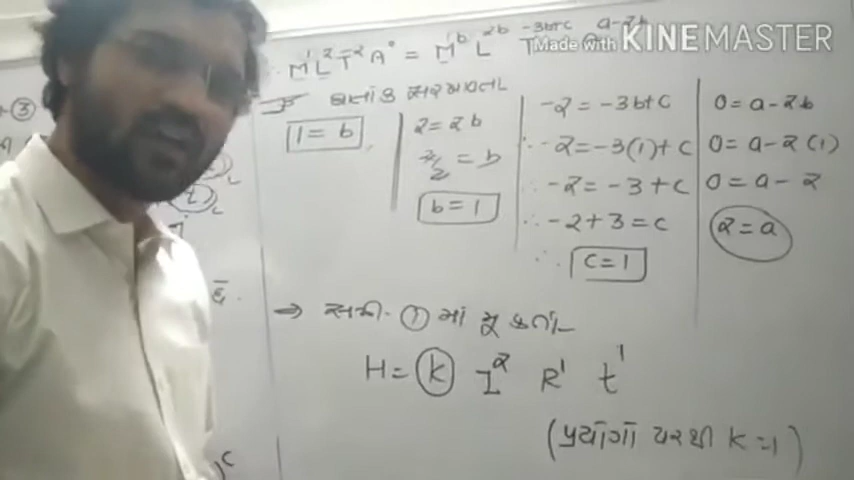 M¹ L² T⁻² A⁰ = M^b L^2b T^-3b+c a-2b
Made with KINEMASTER
ઘાતાંક સરખાવતા
1 = b
2 = 2b
2/2 = b
b = 1
-2 = -3b+c
∴ -2 = -3(1)+c
∴ -2 = -3+c
∴ -2+3 = c
∴ c = 1
0 = a-2b
0 = a-2(1)
0 = a-2
2 = a
⇒ સમી. ① માં મૂકતાં
H = k I² R¹ t¹
(પ્રયોગો પરથી k=1)